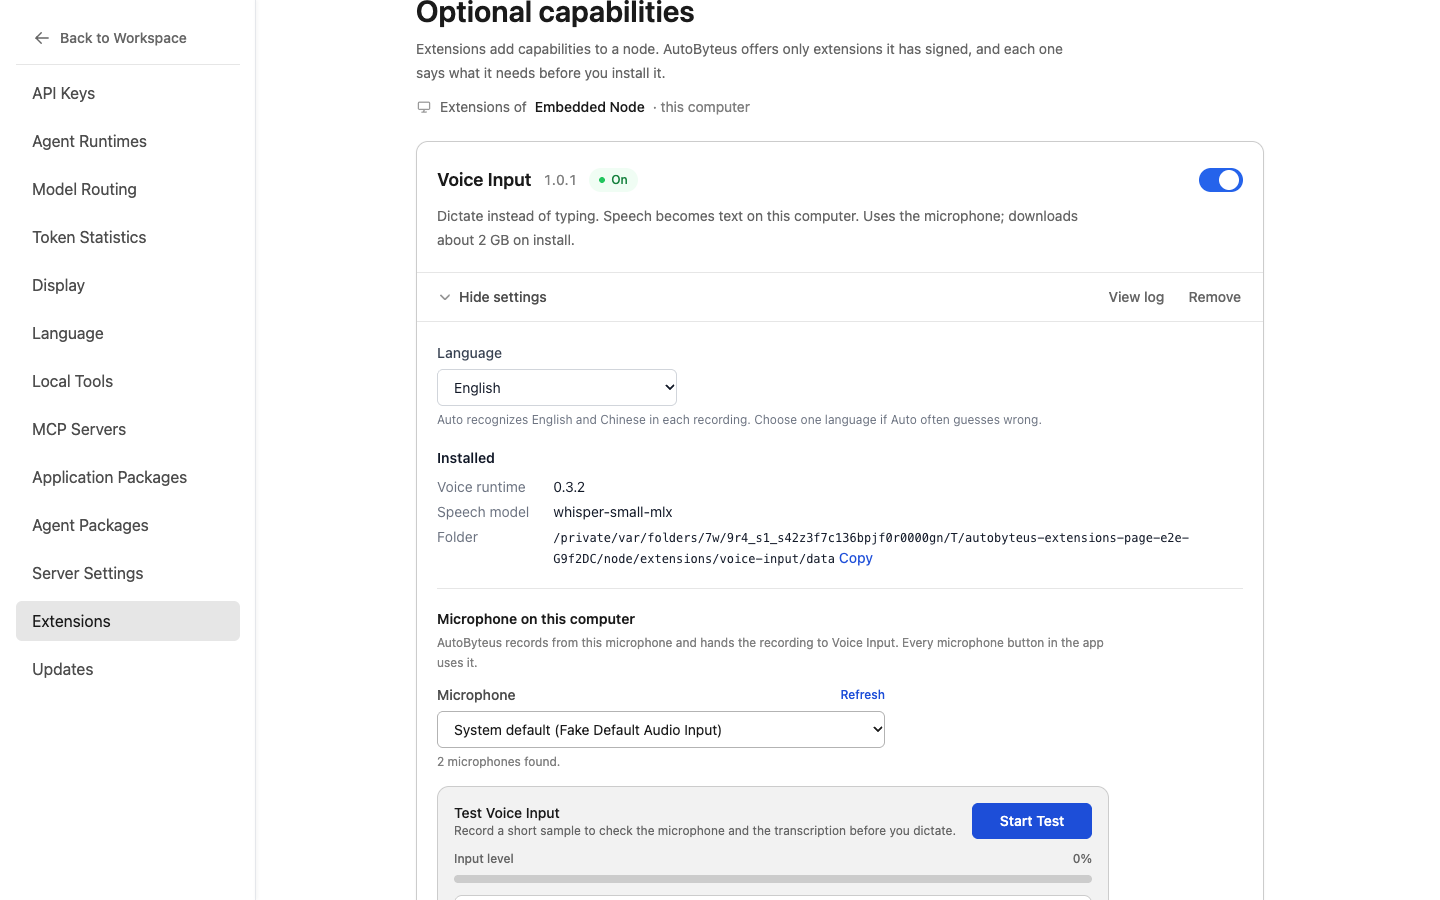 Back to Workspace
API Keys
Agent Runtimes
Model Routing
Token Statistics
Display
Language
Local Tools
MCP Servers
Application Packages
Agent Packages
Server Settings
Extensions
Updates
Optional capabilities
Extensions add capabilities to a node. AutoByteus offers only extensions it has signed, and each one
says what it needs before you install it.
Extensions of Embedded Node · this computer
Voice Input 1.0.1 On
Dictate instead of typing. Speech becomes text on this computer. Uses the microphone; downloads
about 2 GB on install.
Hide settings View log Remove
Language
English
Auto recognizes English and Chinese in each recording. Choose one language if Auto often guesses wrong.
Installed
Voice runtime 0.3.2
Speech model whisper-small-mlx
Folder /private/var/folders/7w/9r4_s1_s42z3f7c136bpjf0r0000gn/T/autobyteus-extensions-page-e2e-
G9f2DC/node/extensions/voice-input/data Copy
Microphone on this computer
AutoByteus records from this microphone and hands the recording to Voice Input. Every microphone button in the app
uses it.
Microphone Refresh
System default (Fake Default Audio Input)
2 microphones found.
Test Voice Input
Record a short sample to check the microphone and the transcription before you dictate.
Start Test
Input level 0%